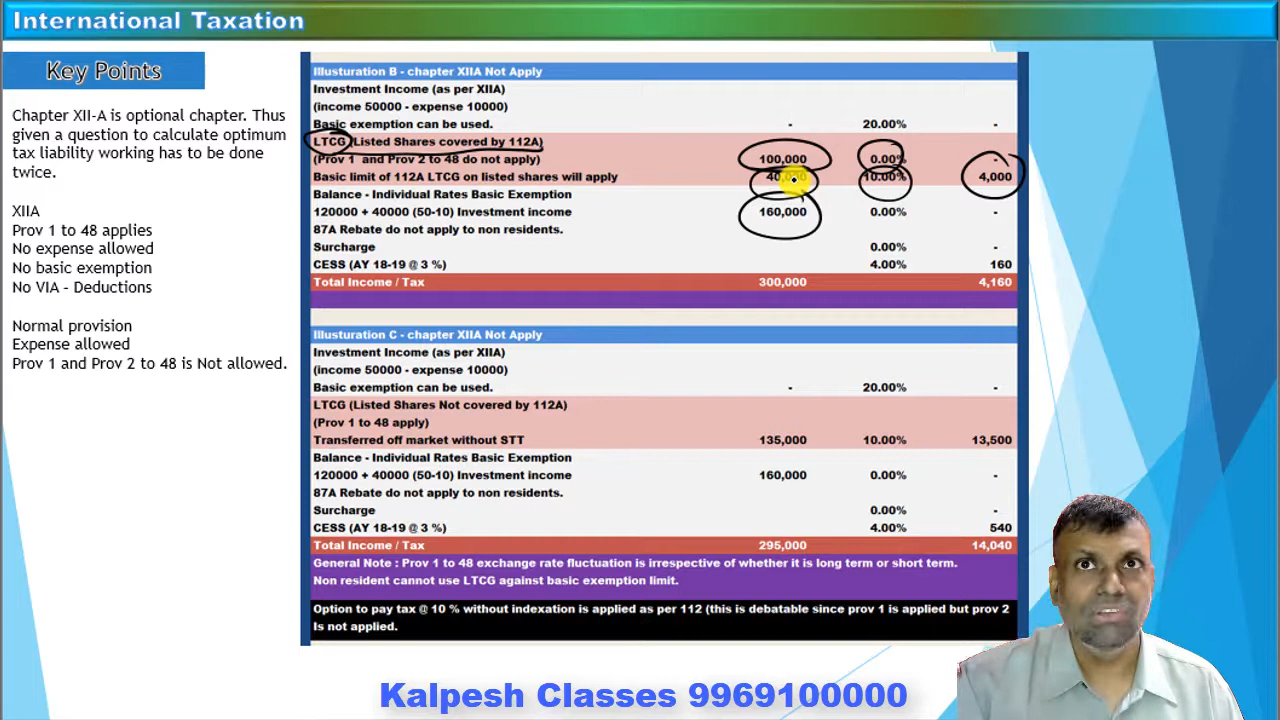 International Taxation
Key Points
Chapter XII-A is optional chapter. Thus
given a question to calculate optimum
tax liability working has to be done
twice.
XIIA
Prov 1 to 48 applies
No expense allowed
No basic exemption
No VIA - Deductions
Normal provision
Expense allowed
Prov 1 and Prov 2 to 48 is Not allowed.
Illusturation B - chapter XIIA Not Apply
Investment Income (as per XIIA)
(income 50000 - expense 10000)
Basic exemption can be used. - 20.00% -
LTCG (Listed Shares covered by 112A)
(Prov 1 and Prov 2 to 48 do not apply) 100,000 0.00% -
Basic limit of 112A LTCG on listed shares will apply 40,000 10.00% 4,000
Balance - Individual Rates Basic Exemption
120000 + 40000 (50-10) Investment income 160,000 0.00% -
87A Rebate do not apply to non residents.
Surcharge 0.00% -
CESS (AY 18-19 @ 3 %) 4.00% 160
Total Income / Tax 300,000 4,160
Illusturation C - chapter XIIA Not Apply
Investment Income (as per XIIA)
(income 50000 - expense 10000)
Basic exemption can be used. - 20.00% -
LTCG (Listed Shares Not covered by 112A)
(Prov 1 to 48 apply)
Transferred off market without STT 135,000 10.00% 13,500
Balance - Individual Rates Basic Exemption
120000 + 40000 (50-10) Investment income 160,000 0.00% -
87A Rebate do not apply to non residents.
Surcharge 0.00% -
CESS (AY 18-19 @ 3 %) 4.00% 540
Total Income / Tax 295,000 14,040
General Note : Prov 1 to 48 exchange rate fluctuation is irrespective of whether it is long term or short term.
Non resident cannot use LTCG against basic exemption limit.
Option to pay tax @ 10 % without indexation is applied as per 112 (this is debatable since prov 1 is applied but prov 2
Is not applied.
Kalpesh Classes 9969100000